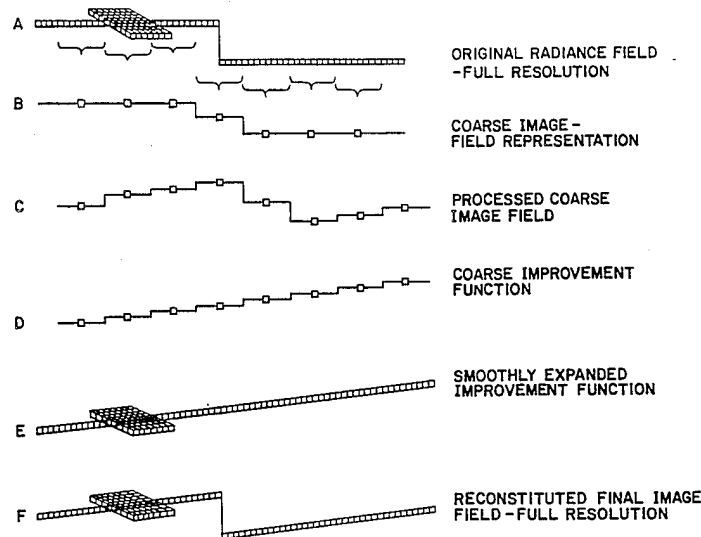 A
ORIGINAL RADIANCE FIELD
-FULL RESOLUTION
B
COARSE IMAGE-
FIELD REPRESENTATION
C
PROCESSED COARSE
IMAGE FIELD
COARSE IMPROVEMENT
FUNCTION
D
SMOOTHLY EXPANDED
IMPROVEMENT FUNCTION
E
F
RECONSTITUTED FINAL IMAGE
FIELD-FULL RESOLUTION